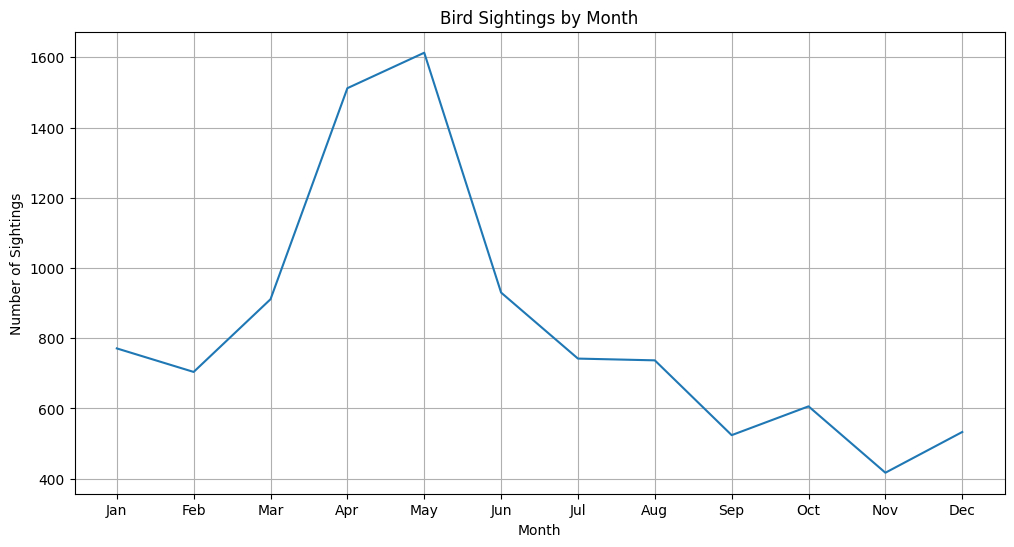 Bird Sightings by Month
Number of Sightings
1600
1400
1200
1000
800
600
400
Jan Feb Mar Apr May Jun Jul Aug Sep Oct Nov Dec
Month